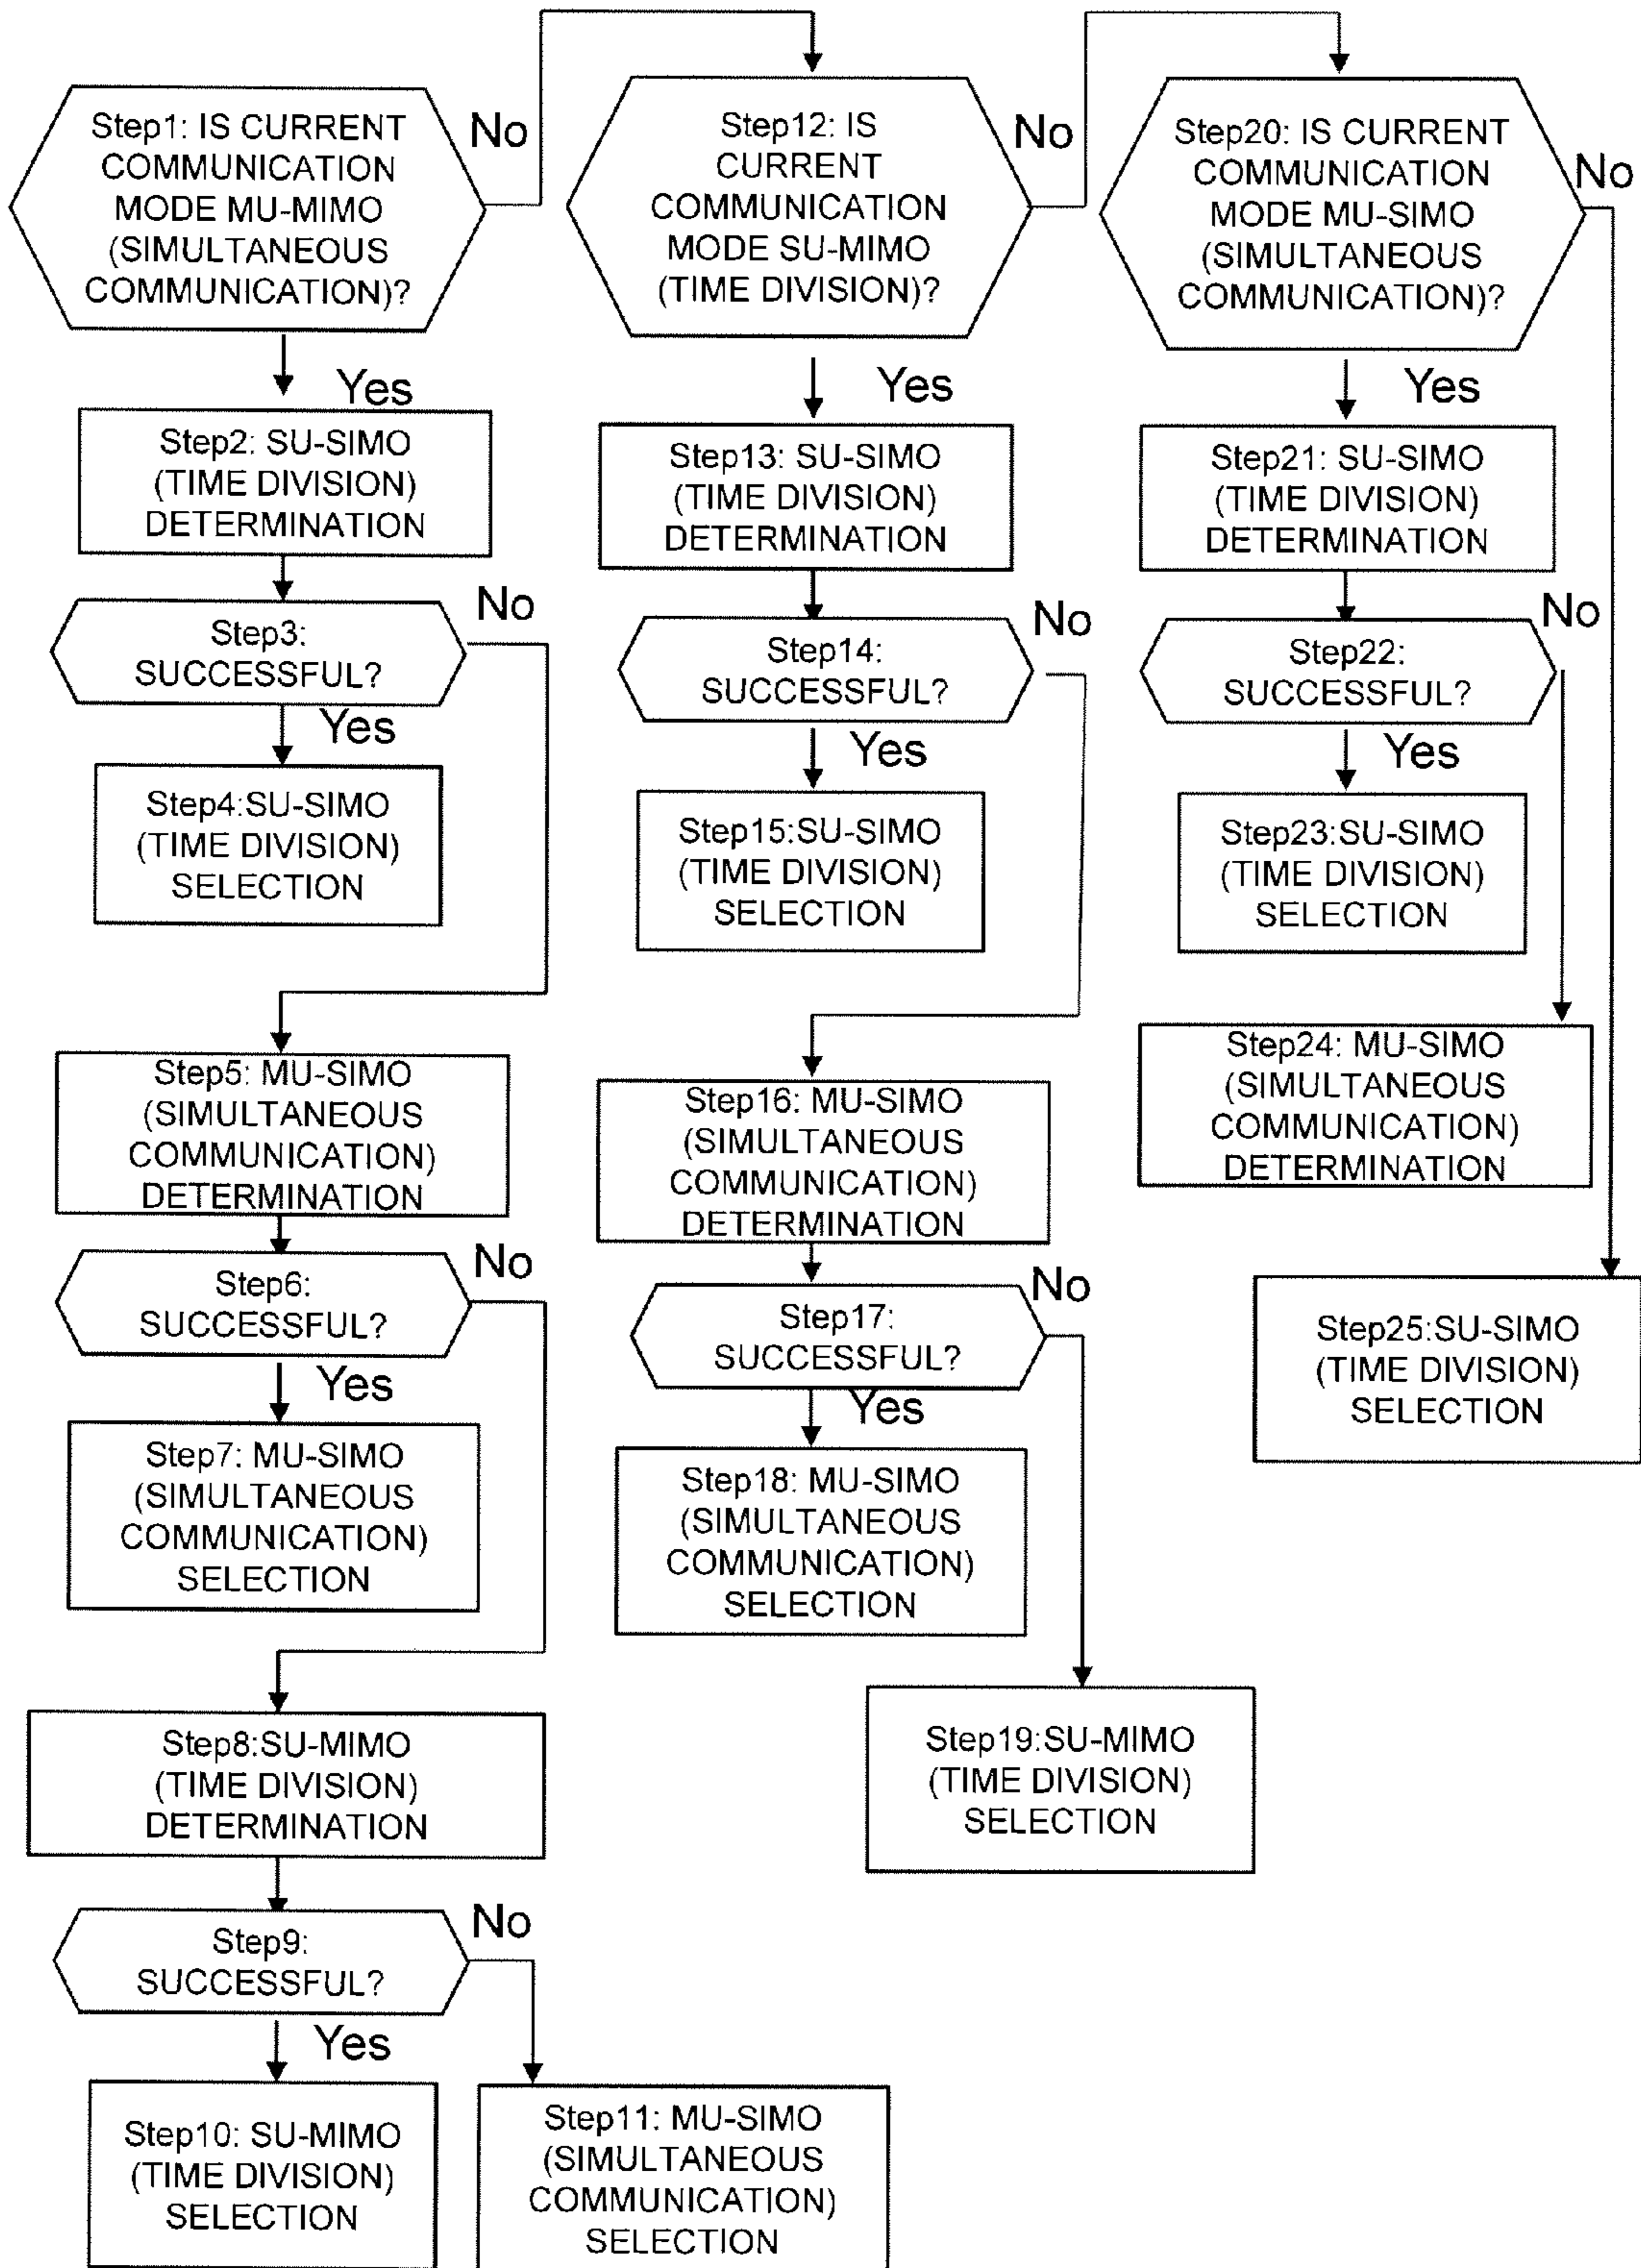 Step1: IS CURRENT
COMMUNICATION
MODE MU-MIMO
(SIMULTANEOUS
COMMUNICATION)?
No
Yes
Step2: SU-SIMO
(TIME DIVISION)
DETERMINATION
Step3:
SUCCESSFUL?
No
Yes
Step4:SU-SIMO
(TIME DIVISION)
SELECTION
Step5: MU-SIMO
(SIMULTANEOUS
COMMUNICATION)
DETERMINATION
Step6:
SUCCESSFUL?
No
Yes
Step7: MU-SIMO
(SIMULTANEOUS
COMMUNICATION)
SELECTION
Step8:SU-MIMO
(TIME DIVISION)
DETERMINATION
Step9:
SUCCESSFUL?
No
Yes
Step10: SU-MIMO
(TIME DIVISION)
SELECTION
Step11: MU-SIMO
(SIMULTANEOUS
COMMUNICATION)
SELECTION
Step12: IS
CURRENT
COMMUNICATION
MODE SU-MIMO
(TIME DIVISION)?
No
Yes
Step13: SU-SIMO
(TIME DIVISION)
DETERMINATION
Step14:
SUCCESSFUL?
No
Yes
Step15:SU-SIMO
(TIME DIVISION)
SELECTION
Step16: MU-SIMO
(SIMULTANEOUS
COMMUNICATION)
DETERMINATION
Step17:
SUCCESSFUL?
No
Yes
Step18: MU-SIMO
(SIMULTANEOUS
COMMUNICATION)
SELECTION
Step19:SU-MIMO
(TIME DIVISION)
SELECTION
Step20: IS CURRENT
COMMUNICATION
MODE MU-SIMO
(SIMULTANEOUS
COMMUNICATION)?
No
Yes
Step21: SU-SIMO
(TIME DIVISION)
DETERMINATION
Step22:
SUCCESSFUL?
No
Yes
Step23:SU-SIMO
(TIME DIVISION)
SELECTION
Step24: MU-SIMO
(SIMULTANEOUS
COMMUNICATION)
DETERMINATION
Step25:SU-SIMO
(TIME DIVISION)
SELECTION